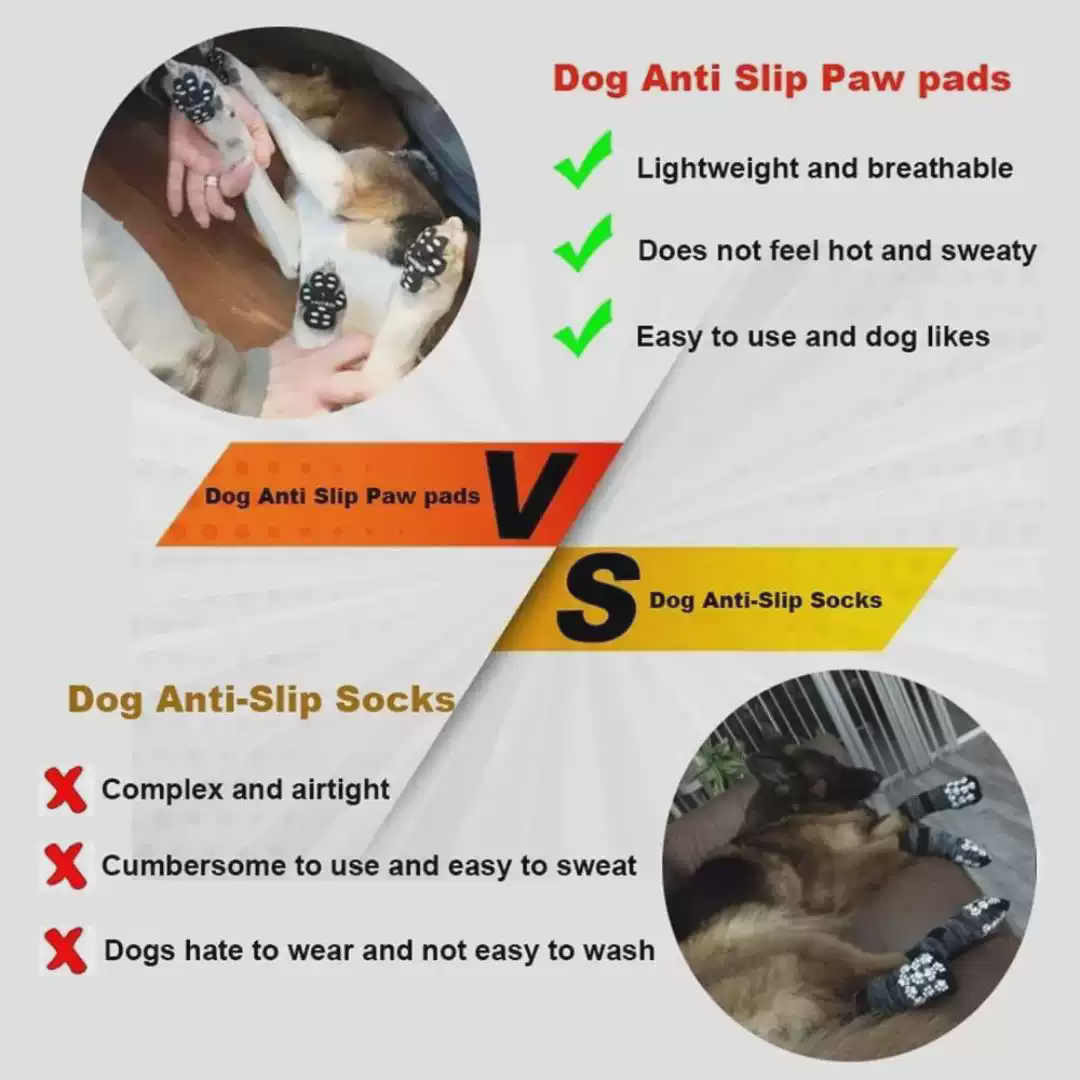 Dog Anti Slip Paw pads
Lightweight and breathable
Does not feel hot and sweaty
Easy to use and dog likes
Dog Anti Slip Paw pads V
S Dog Anti-Slip Socks
Dog Anti-Slip Socks
Complex and airtight
Cumbersome to use and easy to sweat
Dogs hate to wear and not easy to wash